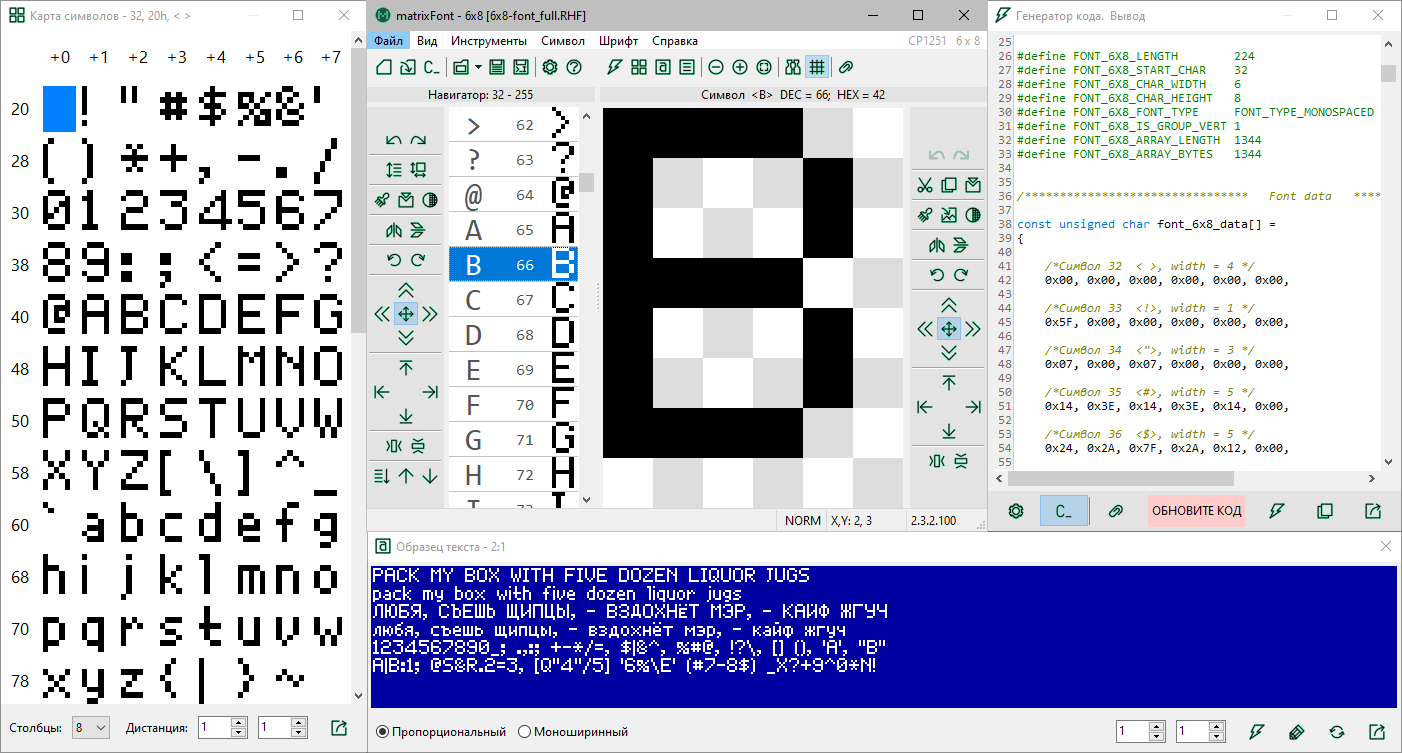 Карта символов - 32, 20h, < >
+0 +1 +2 +3 +4 +5 +6 +7
20 ! " # $ % & '
28 ( ) * + , - . /
30 0 1 2 3 4 5 6 7
38 8 9 : ; < = > ?
40 @ A B C D E F G
48 H I J K L M N O
50 P Q R S T U V W
58 X Y Z [ \ ] ^ _
60 ` a b c d e f g
68 h i j k l m n o
70 p q r s t u v w
78 x y z { | } ~
Столбцы: 8 Дистанция: 1 1
matrixFont - 6x8 [6x8-font_full.RHF]
Файл Вид Инструменты Символ Шрифт Справка
CP1251 6 x 8
Навигатор: 32 - 255
> 62 >
? 63 ?
@ 64 @
A 65 A
B 66 B
C 67 C
D 68 D
E 69 E
F 70 F
G 71 G
H 72 H
Символ <B> DEC = 66; HEX = 42
NORM X,Y: 2, 3 2.3.2.100
Генератор кода. Вывод
25
26 #define FONT_6X8_LENGTH 224
27 #define FONT_6X8_START_CHAR 32
28 #define FONT_6X8_CHAR_WIDTH 6
29 #define FONT_6X8_CHAR_HEIGHT 8
30 #define FONT_6X8_FONT_TYPE FONT_TYPE_MONOSPACED
31 #define FONT_6X8_IS_GROUP_VERT 1
32 #define FONT_6X8_ARRAY_LENGTH 1344
33 #define FONT_6X8_ARRAY_BYTES 1344
34
35
36 /******************************** Font data ****
37
38 const unsigned char font_6x8_data[] =
39 {
40
41 /*Символ 32 < >, width = 4 */
42 0x00, 0x00, 0x00, 0x00, 0x00, 0x00,
43
44 /*Символ 33 <!>, width = 1 */
45 0x5F, 0x00, 0x00, 0x00, 0x00, 0x00,
46
47 /*Символ 34 <">, width = 3 */
48 0x07, 0x00, 0x07, 0x00, 0x00, 0x00,
49
50 /*Символ 35 <#>, width = 5 */
51 0x14, 0x3E, 0x14, 0x3E, 0x14, 0x00,
52
53 /*Символ 36 <$>, width = 5 */
54 0x24, 0x2A, 0x7F, 0x2A, 0x12, 0x00,
55
C_ ОБНОВИТЕ КОД
Образец текста - 2:1
PACK MY BOX WITH FIVE DOZEN LIQUOR JUGS
pack my box with five dozen liquor jugs
ЛЮБЯ, СЪЕШЬ ЩИПЦЫ, - ВЗДОХНЁТ МЭР, - КАЙФ ЖГУЧ
любя, съешь щипцы, - вздохнёт мэр, - кайф жгуч
1234567890_; .,:; +-*/=, $|&^, %#@, !?\, [] (), 'A', "B"
A|B:1; @S&R.2=3, [Q"4"/5] '6%\E' (#7-8$) _X?+9^0*N!
Пропорциональный Моноширинный
1 1